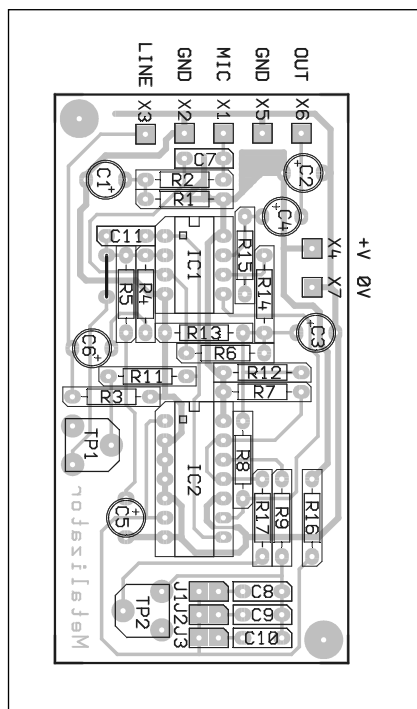 LINE GND MIC GND OUT
X3 X2 X1 X5 X6
C7
C1 R2 C2
R1
C4
C11 IC1 R15 X4 +V
R5 R4 R14 X7 0V
R13 C3
C6 R6
R11 R12
R3 R7
TP1
IC2 R8
C5 R17 R9 R16
Metalizator
J1 C8
J2 C9
TP2 J3 C10